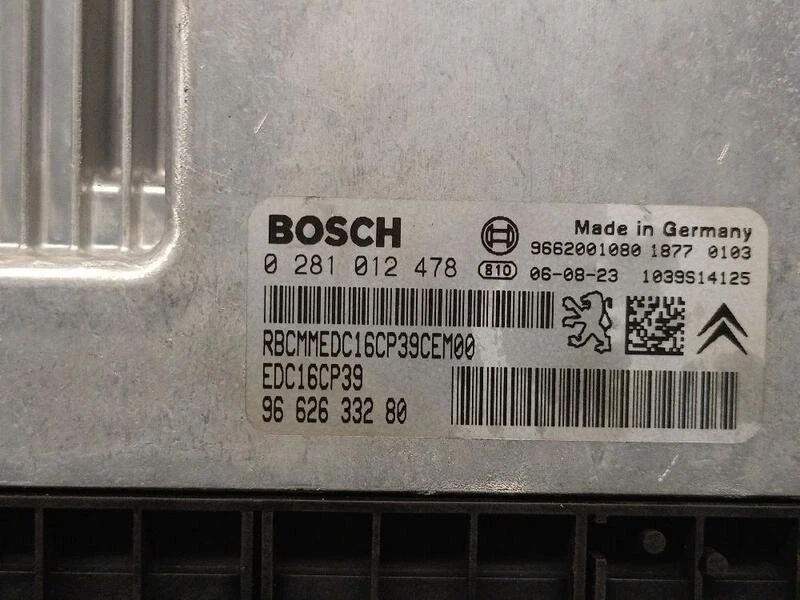 BOSCH
Made in Germany
9662001080 1877 0103
0 281 012 478
810 06-08-23 1039S14125
RBCMMEDC16CP39CEM00
EDC16CP39
96 626 332 80